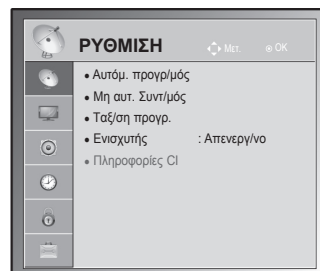 ΡΥΘΜΙΣΗ Μετ. OK
• Αυτόμ. προγρ/μός
• Μη αυτ. Συντ/μός
• Ταξ/ση προγρ.
• Ενισχυτής : Απενεργ/νο
• Πληροφορίες CI